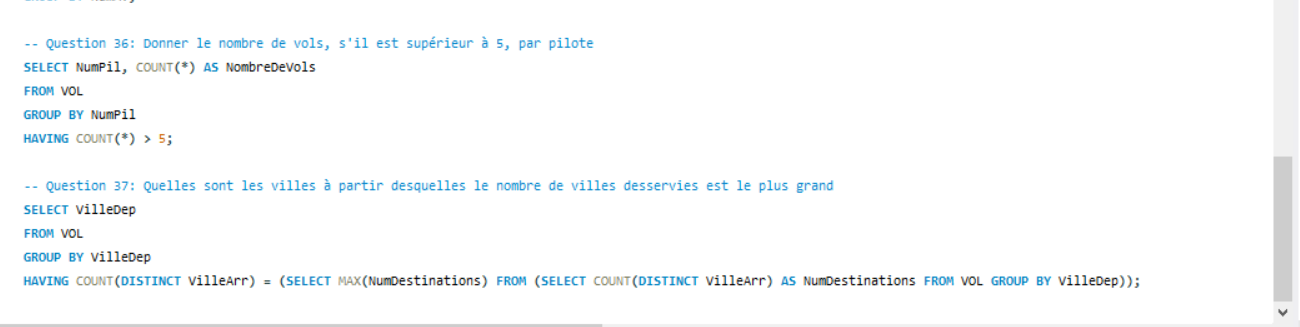 -- Question 36: Donner le nombre de vols, s'il est supérieur à 5, par pilote
SELECT NumPil, COUNT(*) AS NombreDeVols
FROM VOL
GROUP BY NumPil
HAVING COUNT(*) > 5;
-- Question 37: Quelles sont les villes à partir desquelles le nombre de villes desservies est le plus grand
SELECT VilleDep
FROM VOL
GROUP BY VilleDep
HAVING COUNT(DISTINCT VilleArr) = (SELECT MAX(NumDestinations) FROM (SELECT COUNT(DISTINCT VilleArr) AS NumDestinations FROM VOL GROUP BY VilleDep));